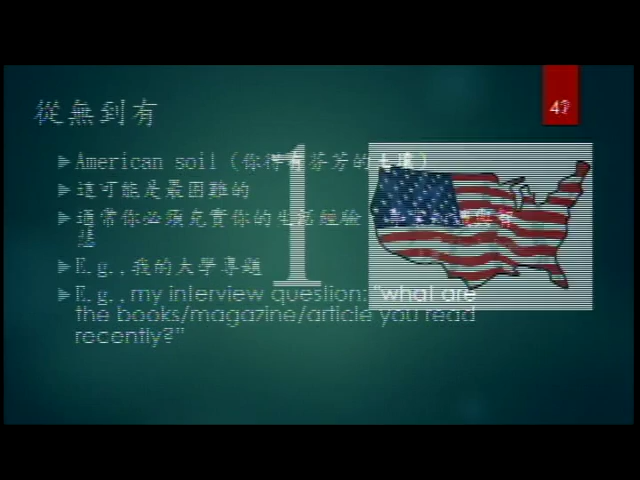 從無到有
American soil (你得有芬芳的土壤)
這可能是最困難的
通常你必須充實你的生活經驗
E.g.,我的大學專題
E.g.,my interview question: "what are
the books/magazine/article you read
recently?"
1